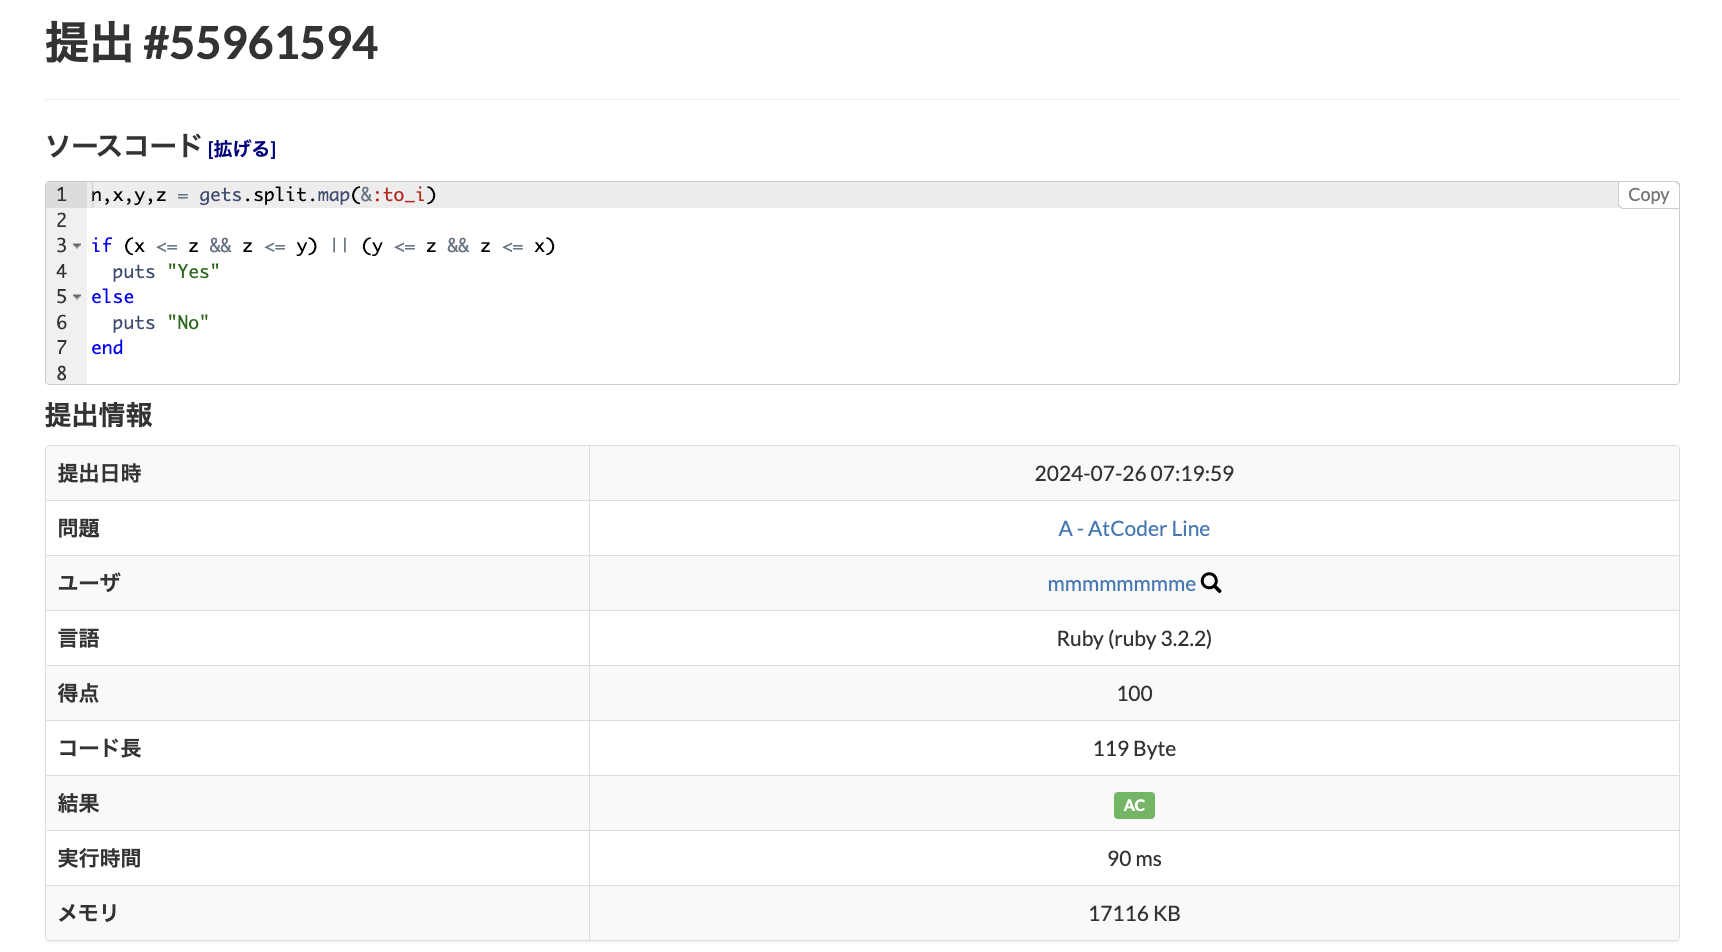 提出 #55961594
ソースコード [拡げる]
Copy
1 n,x,y,z = gets.split.map(&:to_i)
2
3 if (x <= z && z <= y) || (y <= z && z <= x)
4   puts "Yes"
5 else
6   puts "No"
7 end
8
提出情報
提出日時 2024-07-26 07:19:59
問題 A - AtCoder Line
ユーザ mmmmmmmme
言語 Ruby (ruby 3.2.2)
得点 100
コード長 119 Byte
結果 AC
実行時間 90 ms
メモリ 17116 KB